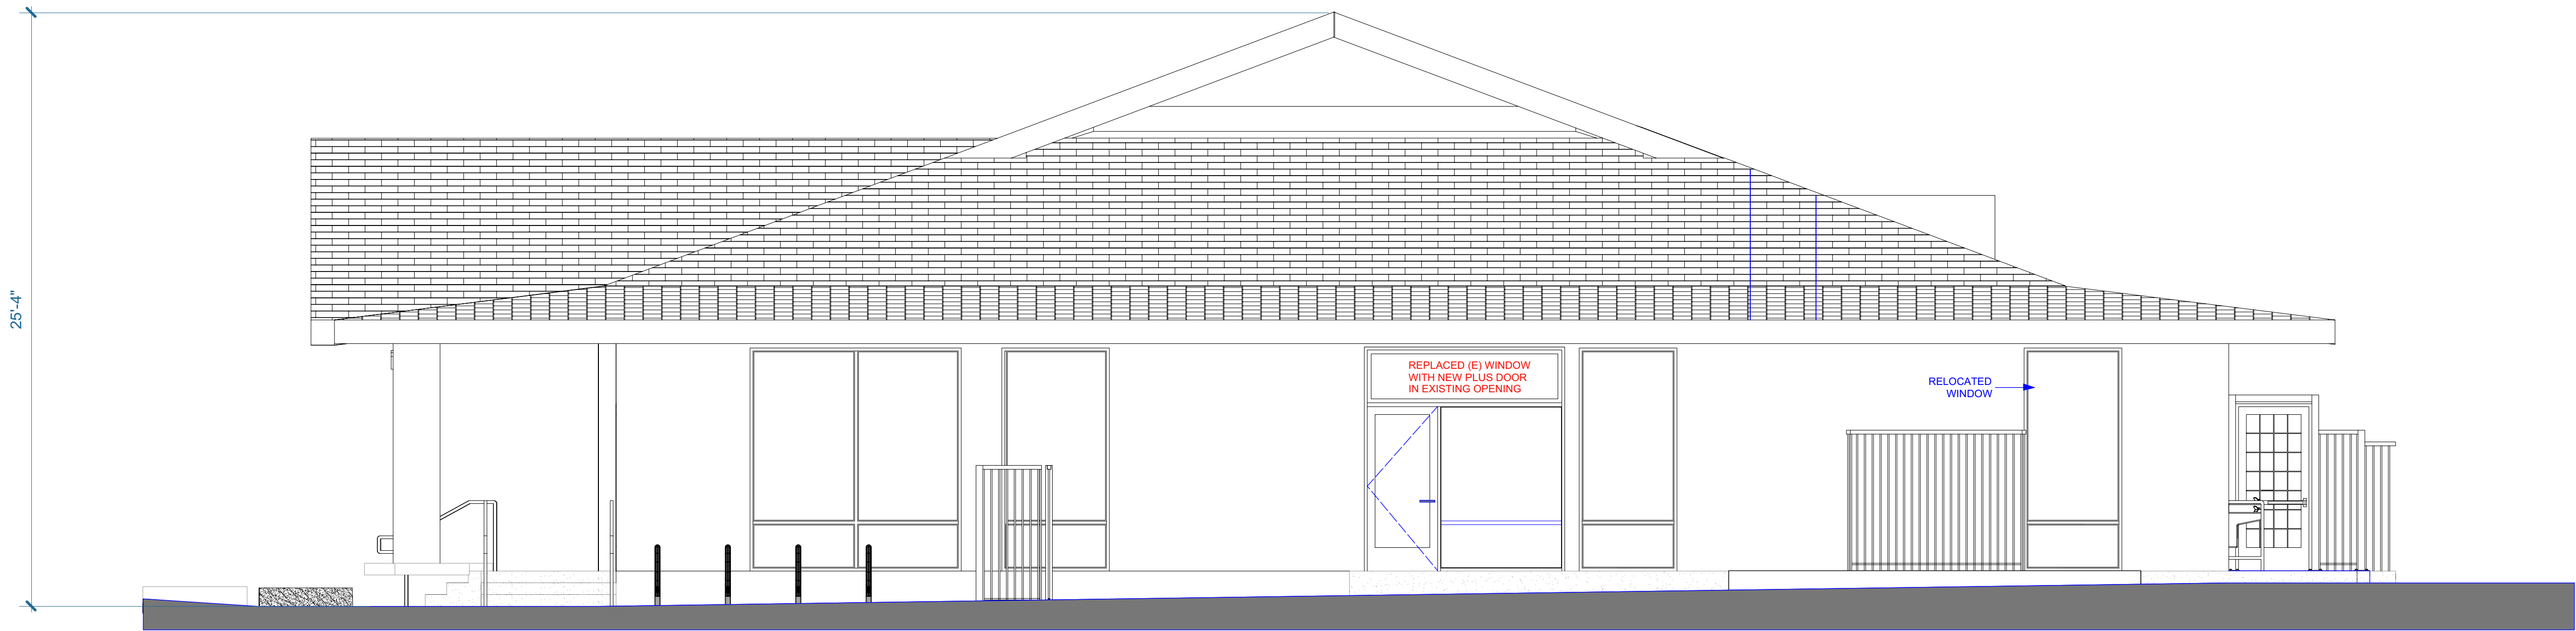 25'-4"
REPLACED (E) WINDOW
WITH NEW PLUS DOOR
IN EXISTING OPENING
RELOCATED
WINDOW